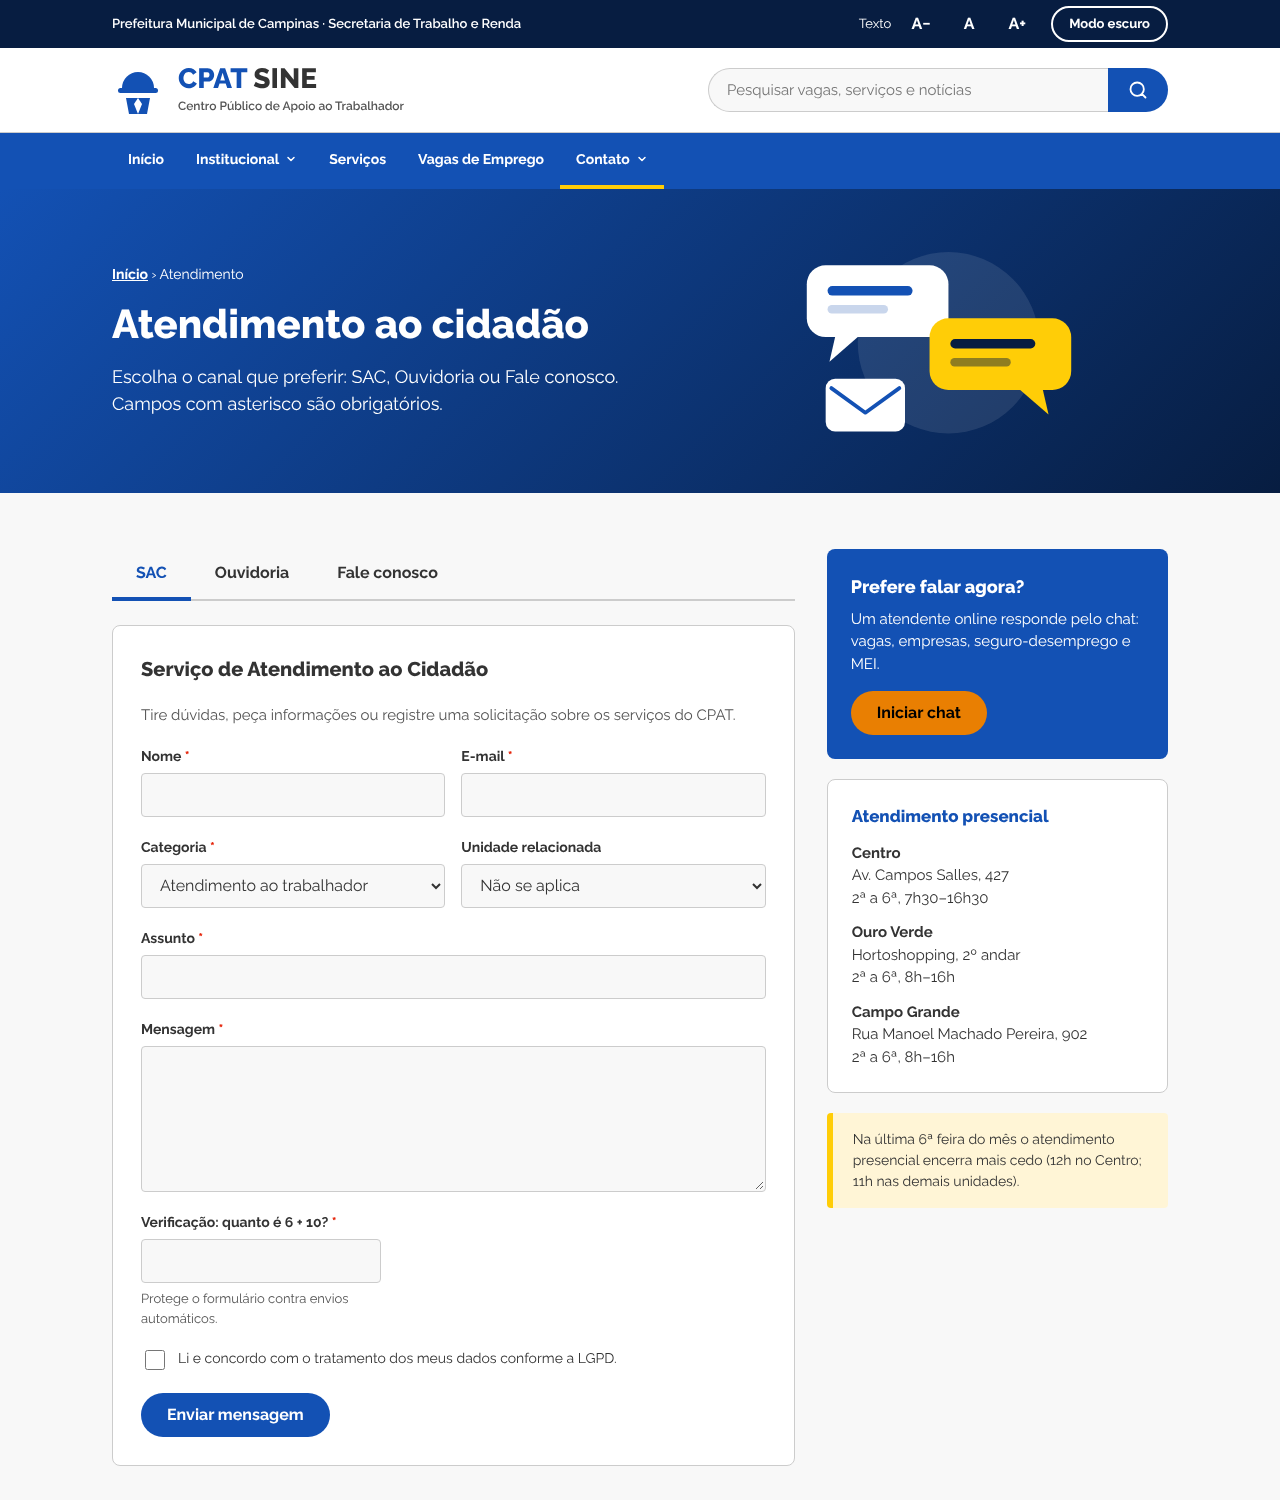 Prefeitura Municipal de Campinas · Secretaria de Trabalho e Renda
Texto A− A A+ Modo escuro
CPAT SINE
Centro Público de Apoio ao Trabalhador
Pesquisar vagas, serviços e notícias
Início Institucional Serviços Vagas de Emprego Contato
Início › Atendimento
Atendimento ao cidadão
Escolha o canal que preferir: SAC, Ouvidoria ou Fale conosco.
Campos com asterisco são obrigatórios.
SAC Ouvidoria Fale conosco
Serviço de Atendimento ao Cidadão
Tire dúvidas, peça informações ou registre uma solicitação sobre os serviços do CPAT.
Nome *
E-mail *
Categoria *
Atendimento ao trabalhador
Unidade relacionada
Não se aplica
Assunto *
Mensagem *
Verificação: quanto é 6 + 10? *
Protege o formulário contra envios
automáticos.
Li e concordo com o tratamento dos meus dados conforme a LGPD.
Enviar mensagem
Prefere falar agora?
Um atendente online responde pelo chat:
vagas, empresas, seguro-desemprego e
MEI.
Iniciar chat
Atendimento presencial
Centro
Av. Campos Salles, 427
2ª a 6ª, 7h30–16h30
Ouro Verde
Hortoshopping, 2º andar
2ª a 6ª, 8h–16h
Campo Grande
Rua Manoel Machado Pereira, 902
2ª a 6ª, 8h–16h
Na última 6ª feira do mês o atendimento
presencial encerra mais cedo (12h no Centro;
11h nas demais unidades).